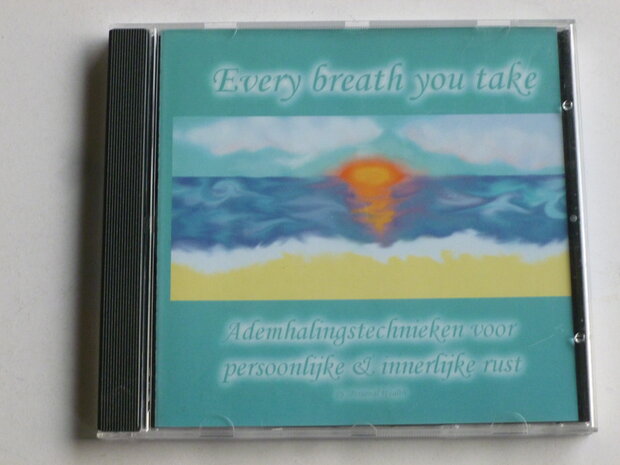 Every breath you take
Ademhalingstechnieken voor
persoonlijke & innerlijke rust